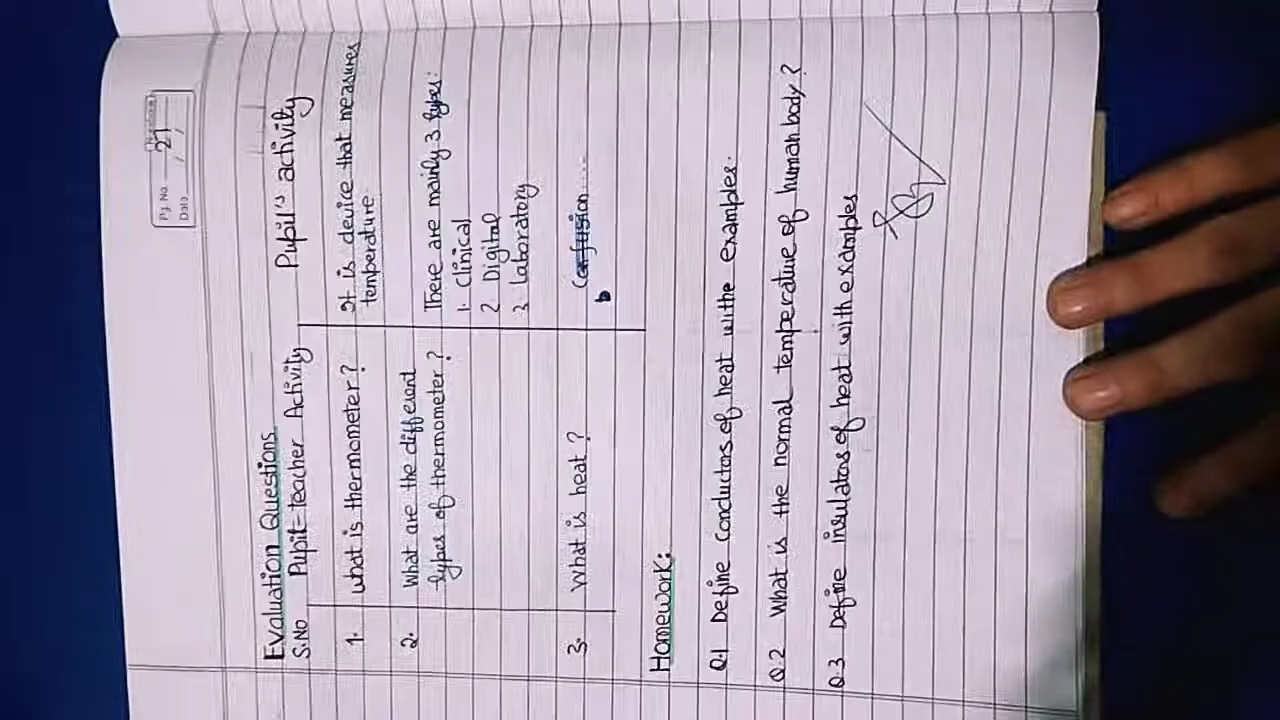 Pg. No. 27
Date / /
Evaluation Questions
S.No Pupil-teacher Activity Pupil's activity
1. What is thermometer? It is device that measures
temperature
2. What are the different There are mainly 3 types:
types of thermometer?
1. Clinical
2 Digital
3 Laboratory
3. What is heat? Confusion....
Homework:
Q.1 Define conductors of heat withe examples.
Q.2 What is the normal temperature of human body?
Q.3 Define insulators of heat with examples